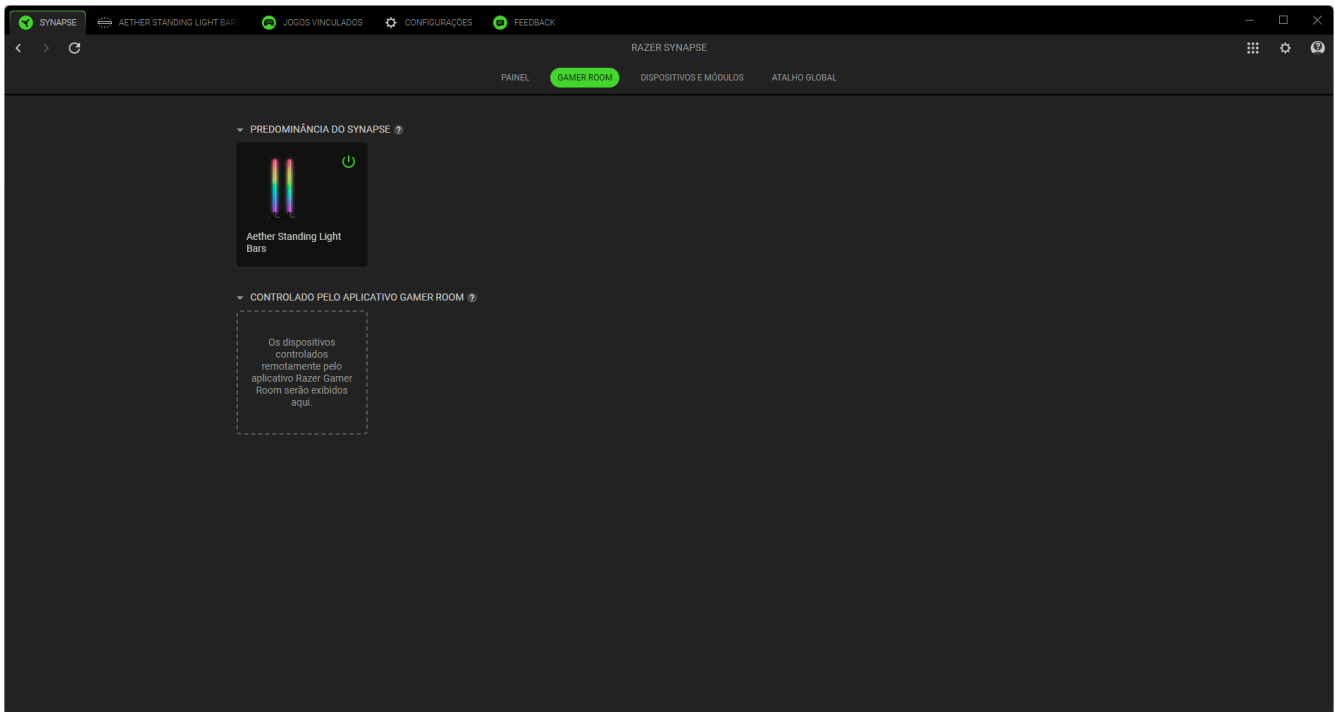 SYNAPSE
AETHER STANDING LIGHT BAR
JOGOS VINCULADOS
CONFIGURAÇÕES
FEEDBACK
RAZER SYNAPSE
PAINEL
GAMER ROOM
DISPOSITIVOS E MÓDULOS
ATALHO GLOBAL
PREDOMINÂNCIA DO SYNAPSE ?
Aether Standing Light
Bars
CONTROLADO PELO APLICATIVO GAMER ROOM ?
Os dispositivos
controlados
remotamente pelo
aplicativo Razer Gamer
Room serão exibidos
aqui.